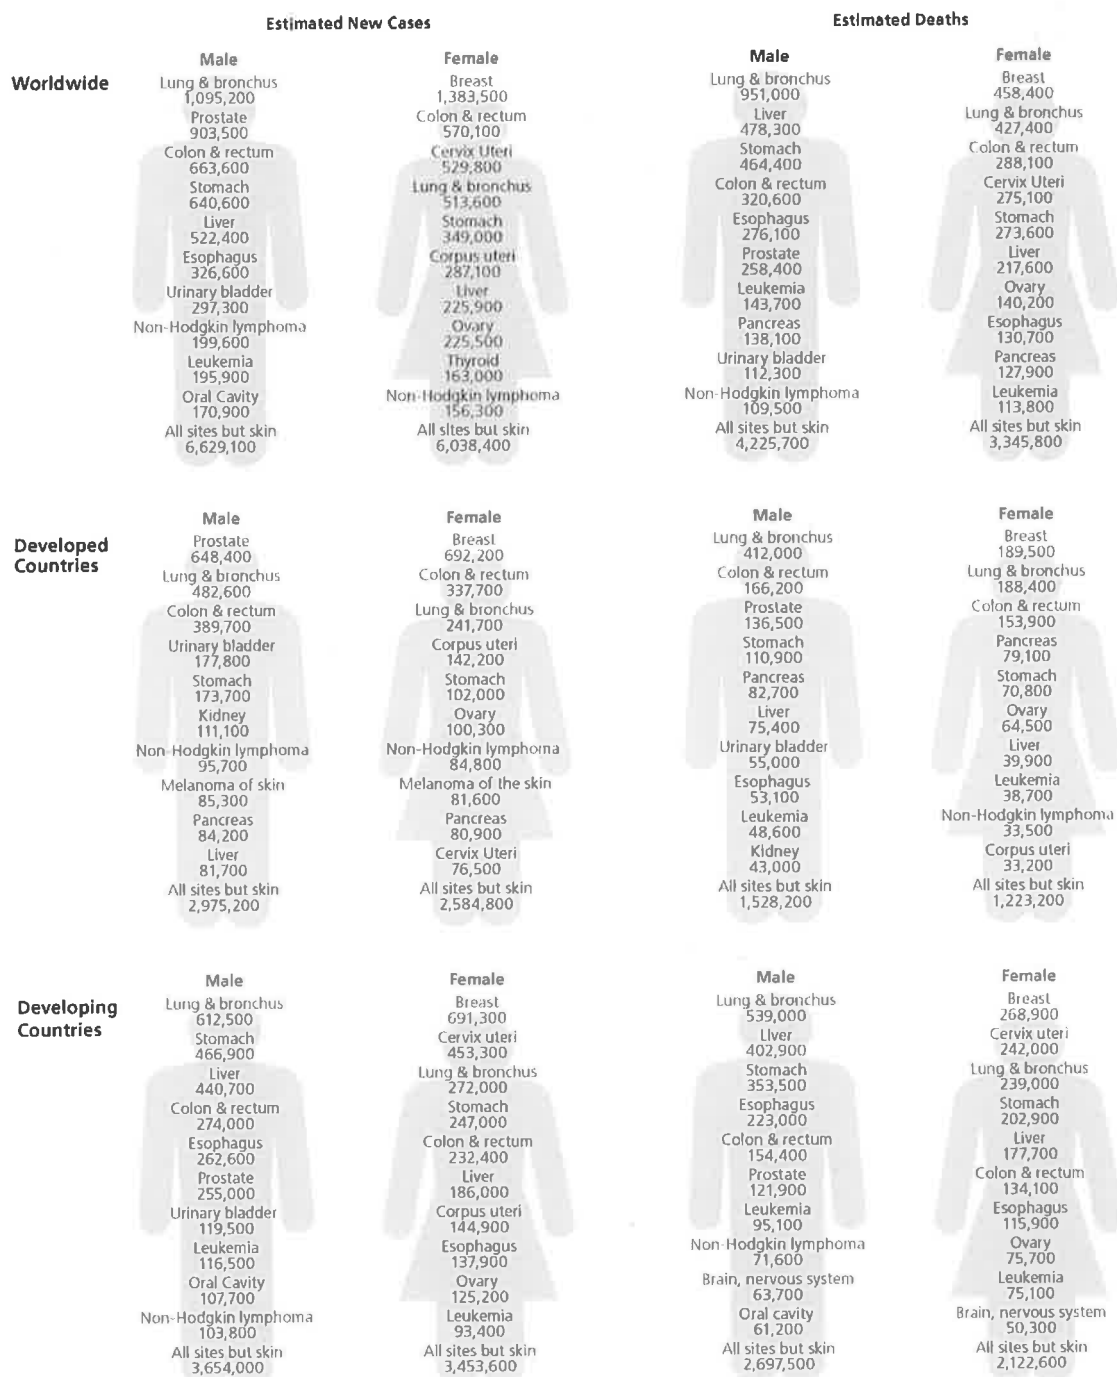 Estimated New Cases
Estimated Deaths
Worldwide
Male
Lung & bronchus
1,095,200
Prostate
903,500
Colon & rectum
663,600
Stomach
640,600
Liver
522,400
Esophagus
326,600
Urinary bladder
297,300
Non-Hodgkin lymphoma
199,600
Leukemia
195,900
Oral Cavity
170,900
All sites but skin
6,629,100
Female
Breast
1,383,500
Colon & rectum
570,100
Cervix Uteri
529,800
Lung & bronchus
513,600
Stomach
349,000
Corpus uteri
287,100
Liver
225,900
Ovary
225,500
Thyroid
163,000
Non-Hodgkin lymphoma
156,300
All sites but skin
6,038,400
Male
Lung & bronchus
951,000
Liver
478,300
Stomach
464,400
Colon & rectum
320,600
Esophagus
276,100
Prostate
258,400
Leukemia
143,700
Pancreas
138,100
Urinary bladder
112,300
Non-Hodgkin lymphoma
109,500
All sites but skin
4,225,700
Female
Breast
458,400
Lung & bronchus
427,400
Colon & rectum
288,100
Cervix Uteri
275,100
Stomach
273,600
Liver
217,600
Ovary
140,200
Esophagus
130,700
Pancreas
127,900
Leukemia
113,800
All sites but skin
3,345,800
Developed
Countries
Male
Prostate
648,400
Lung & bronchus
482,600
Colon & rectum
389,700
Urinary bladder
177,800
Stomach
173,700
Kidney
111,100
Non-Hodgkin lymphoma
95,700
Melanoma of skin
85,300
Pancreas
84,200
Liver
81,700
All sites but skin
2,975,200
Female
Breast
692,200
Colon & rectum
337,700
Lung & bronchus
241,700
Corpus uteri
142,200
Stomach
102,000
Ovary
100,300
Non-Hodgkin lymphoma
84,800
Melanoma of the skin
81,600
Pancreas
80,900
Cervix Uteri
76,500
All sites but skin
2,584,800
Male
Lung & bronchus
412,000
Colon & rectum
166,200
Prostate
136,500
Stomach
110,900
Pancreas
82,700
Liver
75,400
Urinary bladder
55,000
Esophagus
53,100
Leukemia
48,600
Kidney
43,000
All sites but skin
1,528,200
Female
Breast
189,500
Lung & bronchus
188,400
Colon & rectum
153,900
Pancreas
79,100
Stomach
70,800
Ovary
64,500
Liver
39,900
Leukemia
38,700
Non-Hodgkin lymphoma
33,500
Corpus uteri
33,200
All sites but skin
1,223,200
Developing
Countries
Male
Lung & bronchus
612,500
Stomach
466,900
Liver
440,700
Colon & rectum
274,000
Esophagus
262,600
Prostate
255,000
Urinary bladder
119,500
Leukemia
116,500
Oral Cavity
107,700
Non-Hodgkin lymphoma
103,800
All sites but skin
3,654,000
Female
Breast
691,300
Cervix uteri
453,300
Lung & bronchus
272,000
Stomach
247,000
Colon & rectum
232,400
Liver
186,000
Corpus uteri
144,900
Esophagus
137,900
Ovary
125,200
Leukemia
93,400
All sites but skin
3,453,600
Male
Lung & bronchus
539,000
Liver
402,900
Stomach
353,500
Esophagus
223,000
Colon & rectum
154,400
Prostate
121,900
Leukemia
95,100
Non-Hodgkin lymphoma
71,600
Brain, nervous system
63,700
Oral cavity
61,200
All sites but skin
2,697,500
Female
Breast
268,900
Cervix uteri
242,000
Lung & bronchus
239,000
Stomach
202,900
Liver
177,700
Colon & rectum
134,100
Esophagus
115,900
Ovary
75,700
Leukemia
75,100
Brain, nervous system
50,300
All sites but skin
2,122,600